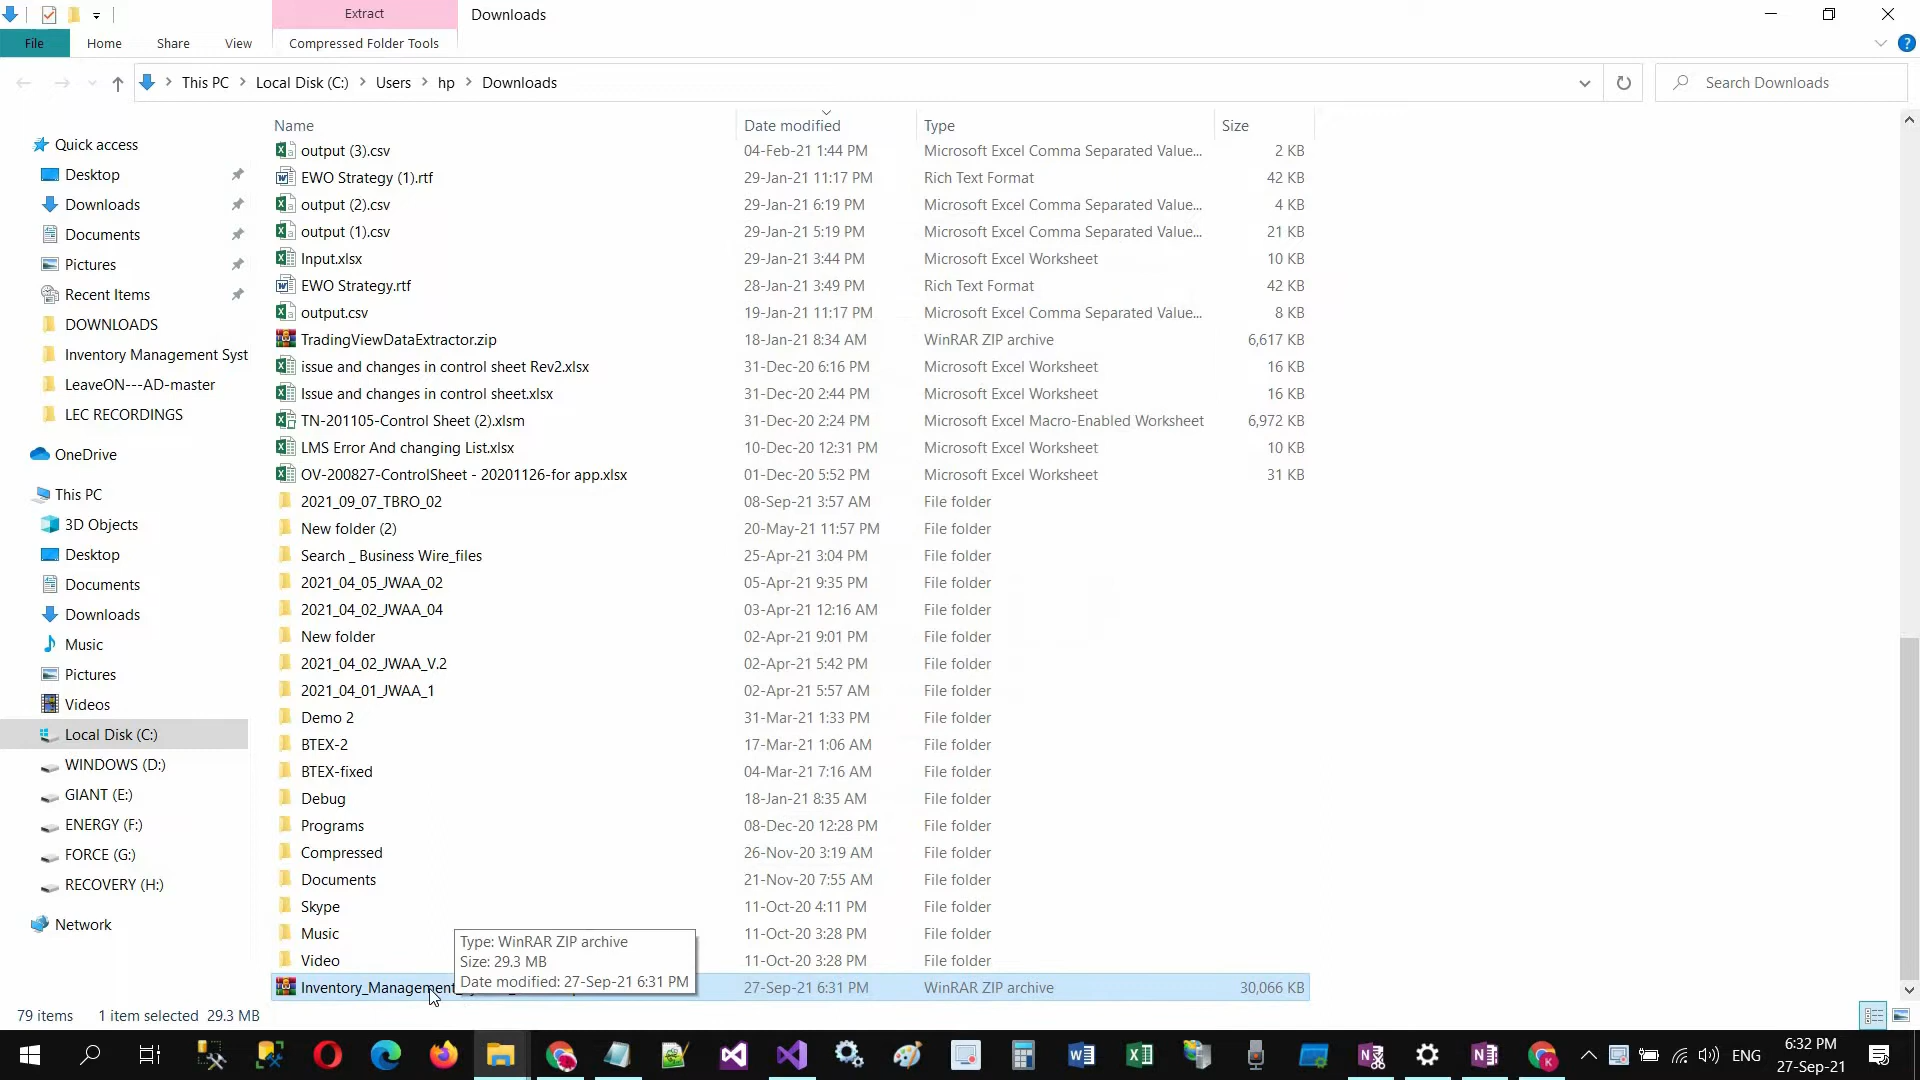 Extract
Downloads
File
Home
Share
View
Compressed Folder Tools
This PC
Local Disk (C:)
Users
hp
Downloads
Search Downloads
Name
Date modified
Type
Size
output (3).csv 04-Feb-21 1:44 PM Microsoft Excel Comma Separated Value... 2 KB
EWO Strategy (1).rtf 29-Jan-21 11:17 PM Rich Text Format 42 KB
output (2).csv 29-Jan-21 6:19 PM Microsoft Excel Comma Separated Value... 4 KB
output (1).csv 29-Jan-21 5:19 PM Microsoft Excel Comma Separated Value... 21 KB
Input.xlsx 29-Jan-21 3:44 PM Microsoft Excel Worksheet 10 KB
EWO Strategy.rtf 28-Jan-21 3:49 PM Rich Text Format 42 KB
output.csv 19-Jan-21 11:17 PM Microsoft Excel Comma Separated Value... 8 KB
TradingViewDataExtractor.zip 18-Jan-21 8:34 AM WinRAR ZIP archive 6,617 KB
issue and changes in control sheet Rev2.xlsx 31-Dec-20 6:16 PM Microsoft Excel Worksheet 16 KB
Issue and changes in control sheet.xlsx 31-Dec-20 2:44 PM Microsoft Excel Worksheet 16 KB
TN-201105-Control Sheet (2).xlsm 31-Dec-20 2:24 PM Microsoft Excel Macro-Enabled Worksheet 6,972 KB
LMS Error And changing List.xlsx 10-Dec-20 12:31 PM Microsoft Excel Worksheet 10 KB
OV-200827-ControlSheet - 20201126-for app.xlsx 01-Dec-20 5:52 PM Microsoft Excel Worksheet 31 KB
2021_09_07_TBRO_02 08-Sep-21 3:57 AM File folder
New folder (2) 20-May-21 11:57 PM File folder
Search _ Business Wire_files 25-Apr-21 3:04 PM File folder
2021_04_05_JWAA_02 05-Apr-21 9:35 PM File folder
2021_04_02_JWAA_04 03-Apr-21 12:16 AM File folder
New folder 02-Apr-21 9:01 PM File folder
2021_04_02_JWAA_V.2 02-Apr-21 5:42 PM File folder
2021_04_01_JWAA_1 02-Apr-21 5:57 AM File folder
Demo 2 31-Mar-21 1:33 PM File folder
BTEX-2 17-Mar-21 1:06 AM File folder
BTEX-fixed 04-Mar-21 7:16 AM File folder
Debug 18-Jan-21 8:35 AM File folder
Programs 08-Dec-20 12:28 PM File folder
Compressed 26-Nov-20 3:19 AM File folder
Documents 21-Nov-20 7:55 AM File folder
Skype 11-Oct-20 4:11 PM File folder
Music 11-Oct-20 3:28 PM File folder
Video 11-Oct-20 3:28 PM File folder
Inventory_Management 27-Sep-21 6:31 PM WinRAR ZIP archive 30,066 KB
Type: WinRAR ZIP archive
Size: 29.3 MB
Date modified: 27-Sep-21 6:31 PM
Quick access
Desktop
Downloads
Documents
Pictures
Recent Items
DOWNLOADS
Inventory Management Syst
LeaveON---AD-master
LEC RECORDINGS
OneDrive
This PC
3D Objects
Desktop
Documents
Downloads
Music
Pictures
Videos
Local Disk (C:)
WINDOWS (D:)
GIANT (E:)
ENERGY (F:)
FORCE (G:)
RECOVERY (H:)
Network
79 items 1 item selected 29.3 MB
ENG
6:32 PM
27-Sep-21